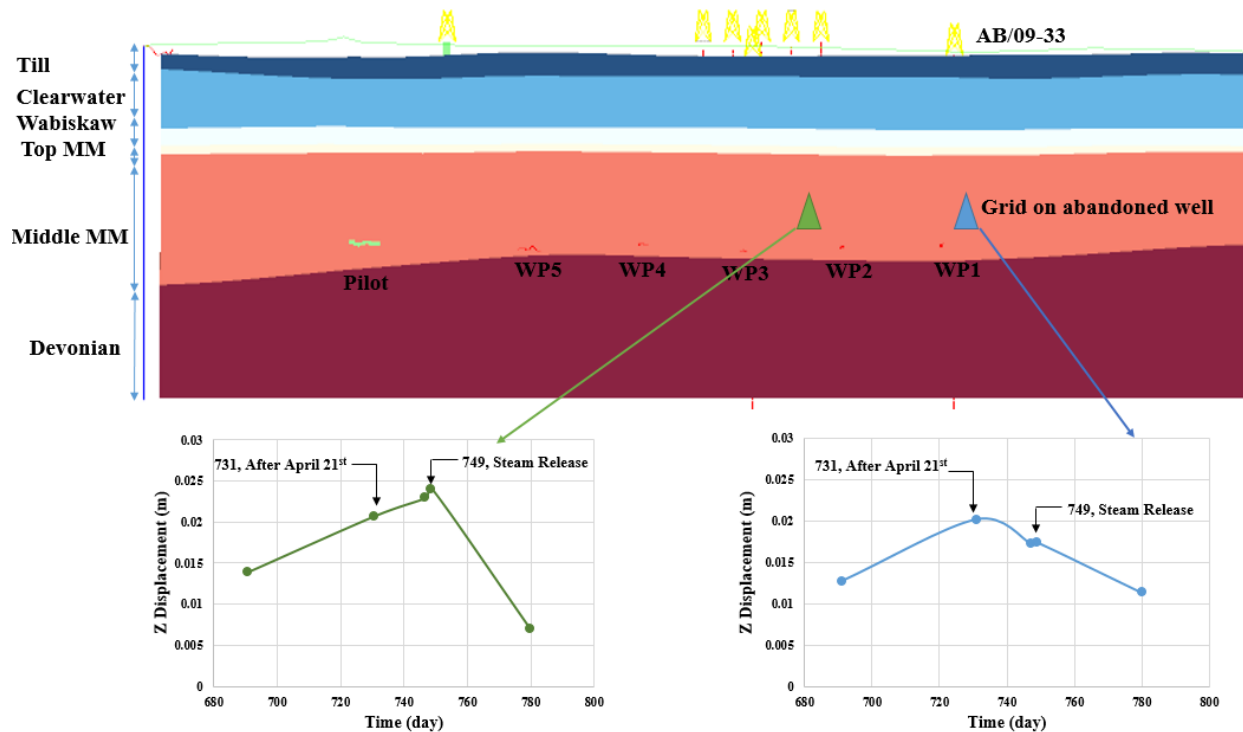 AB/09-33
Till
Clearwater
Wabiskaw
Top MM
Middle MM
Devonian
Grid on abandoned well
Pilot
WP5
WP4
WP3
WP2
WP1
0.03
0.025
0.02
0.015
0.01
0.005
0
Z Displacement (m)
731, After April 21st
749, Steam Release
680
700
720
740
760
780
800
Time (day)
0.03
0.025
0.02
0.015
0.01
0.005
0
Z Displacement (m)
731, After April 21st
749, Steam Release
680
700
720
740
760
780
800
Time (day)